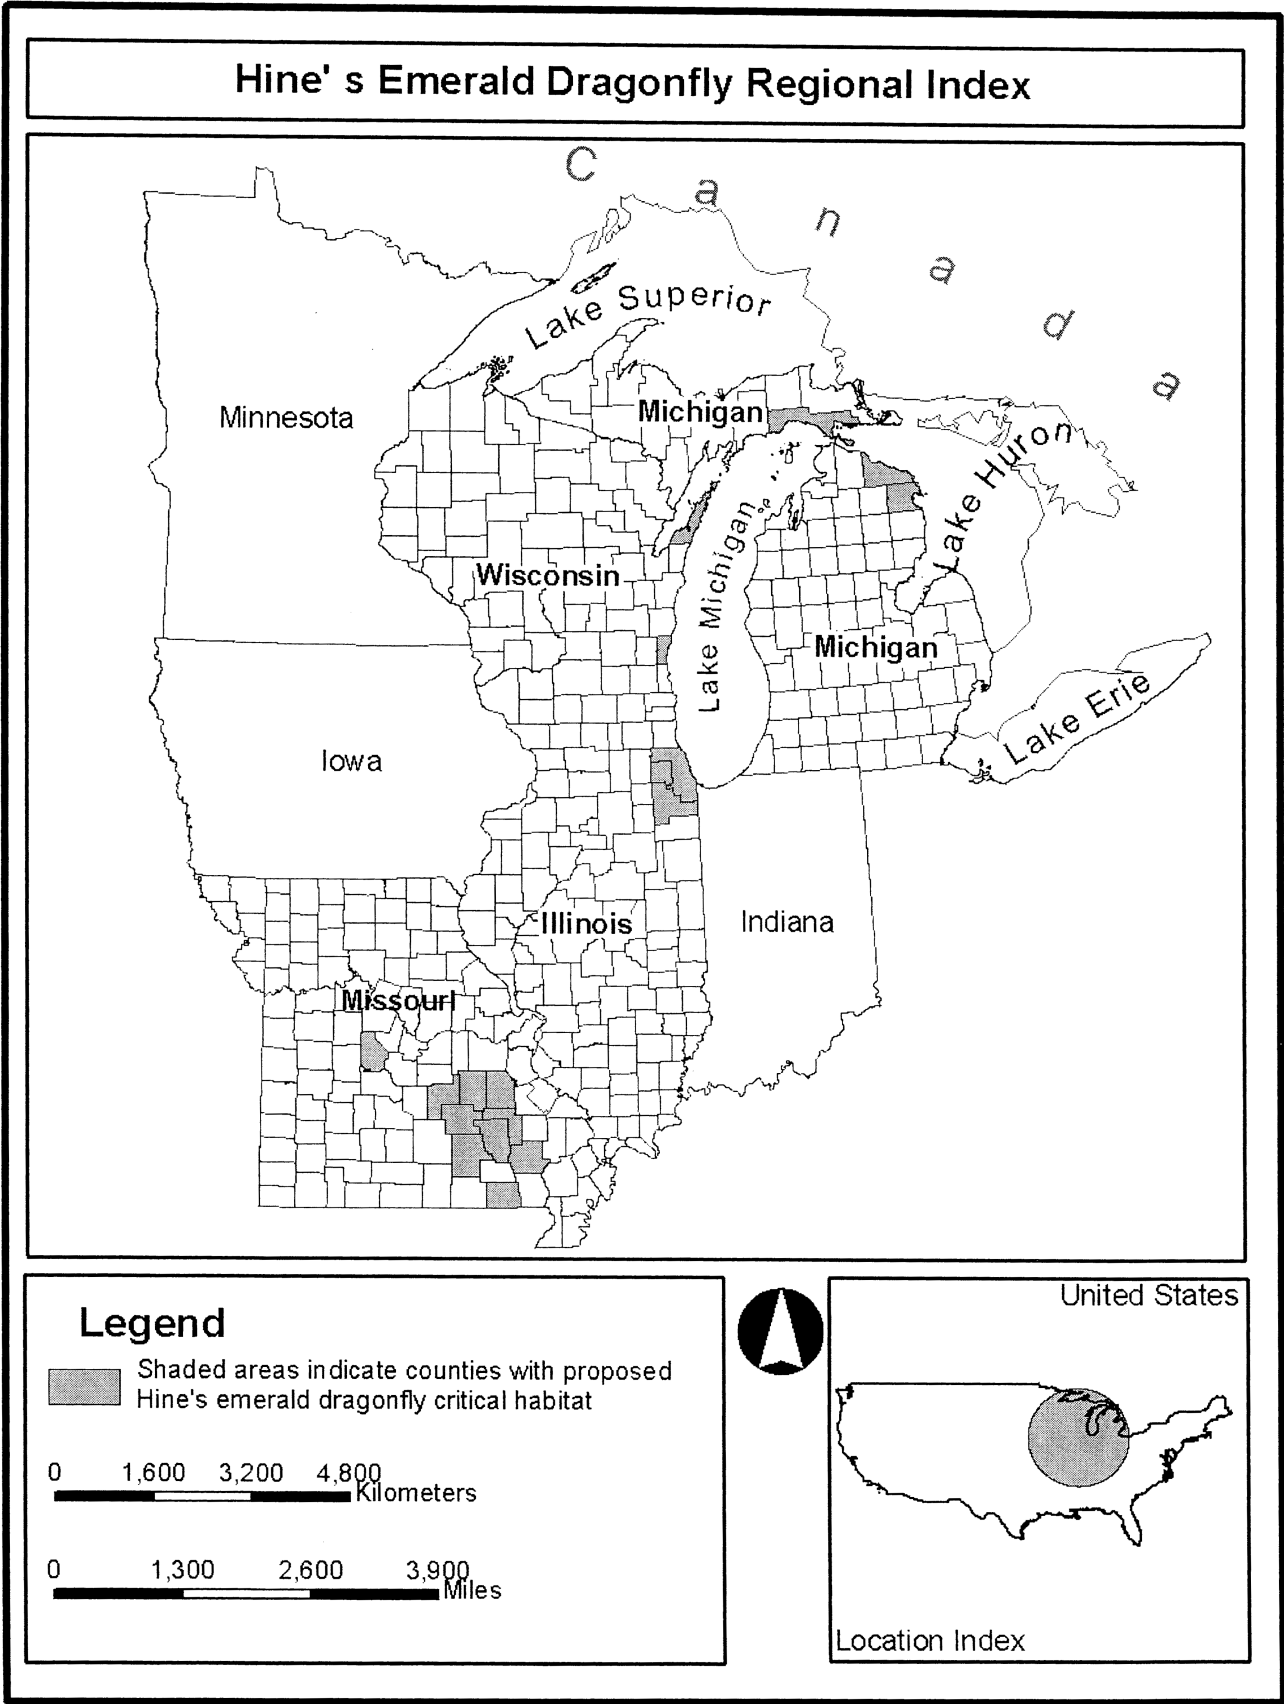 Hine' s Emerald Dragonfly Regional Index
C a n a d a
Lake Superior
Minnesota
Michigan
Lake Huron
Lake Michigan
Wisconsin
Michigan
Lake Erie
Iowa
Illinois
Indiana
Missouri
Legend
Shaded areas indicate counties with proposed
Hine's emerald dragonfly critical habitat
0 1,600 3,200 4,800
Kilometers
0 1,300 2,600 3,900
Miles
United States
Location Index